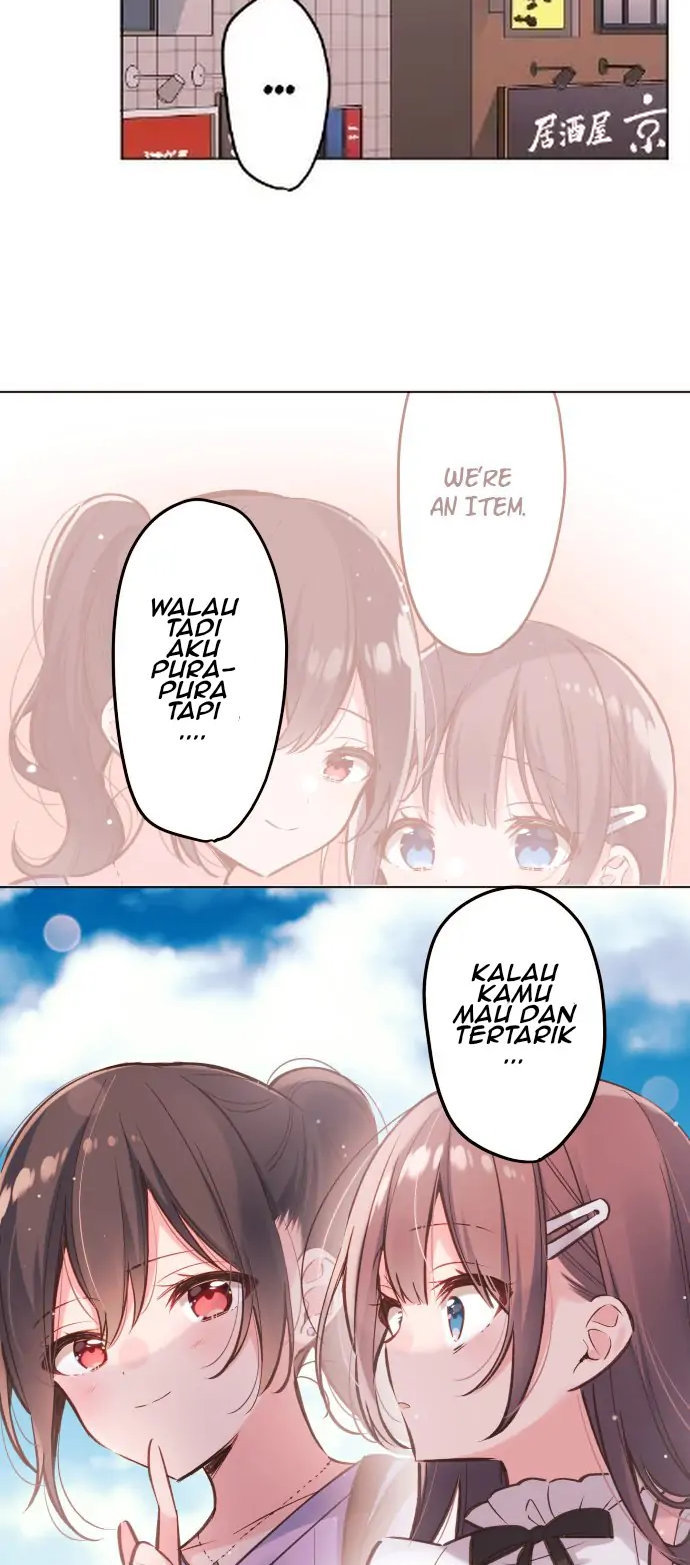 ...
居酒屋 京
WE'RE
AN ITEM.
WALAU
TADI
AKU
PURA-
PURA
TAPI
....
KALAU
KAMU
MAU DAN
TERTARIK
...